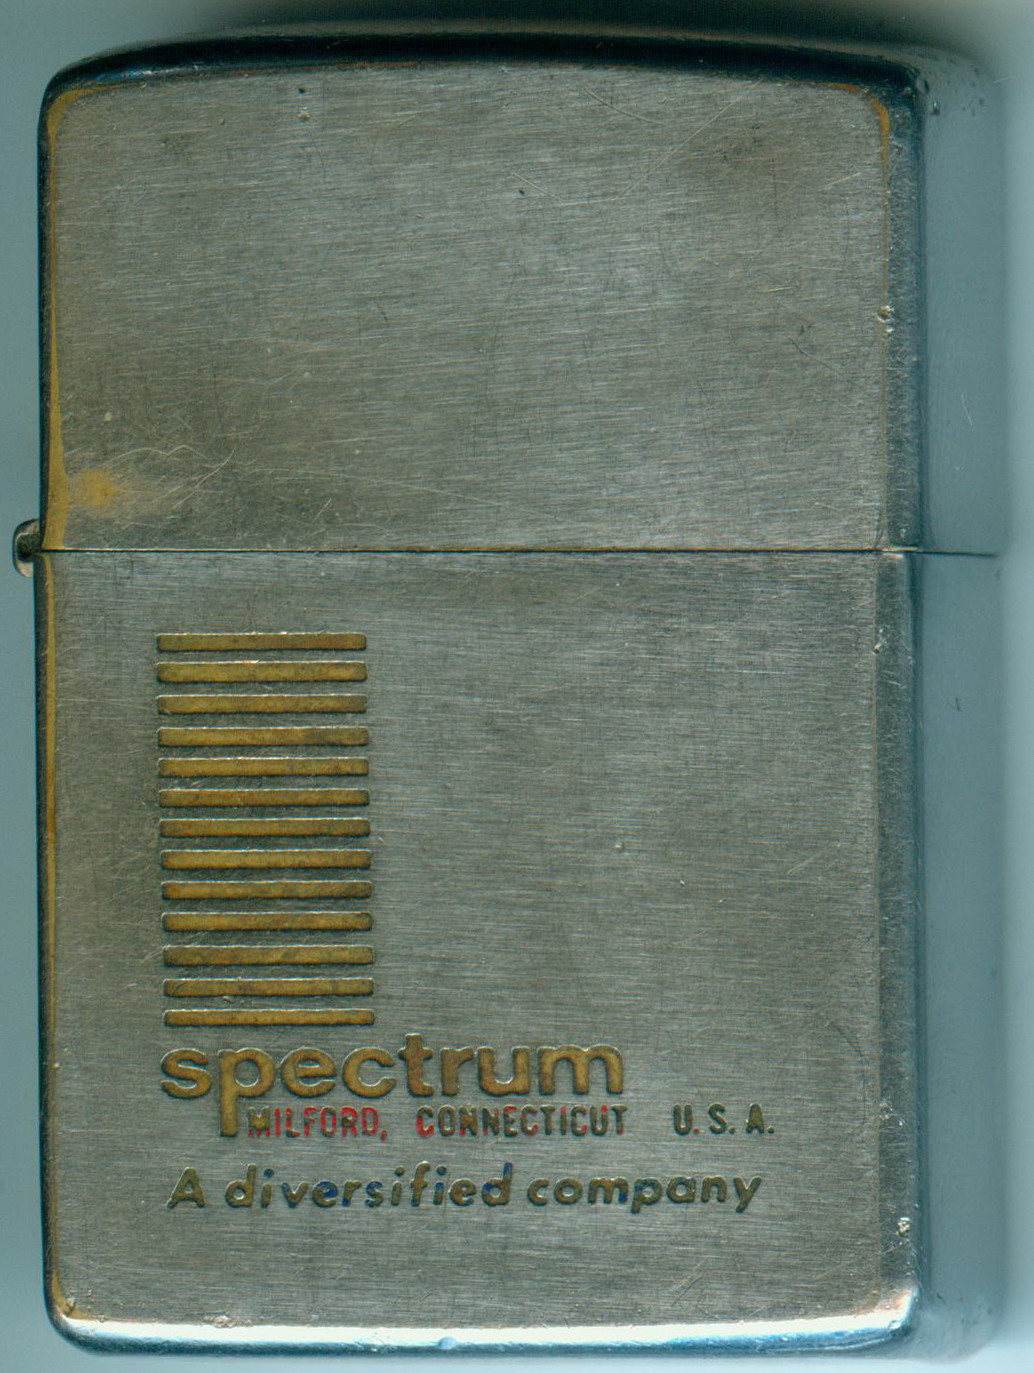 spectrum
MILFORD, CONNECTICUT U.S.A.
A diversified company